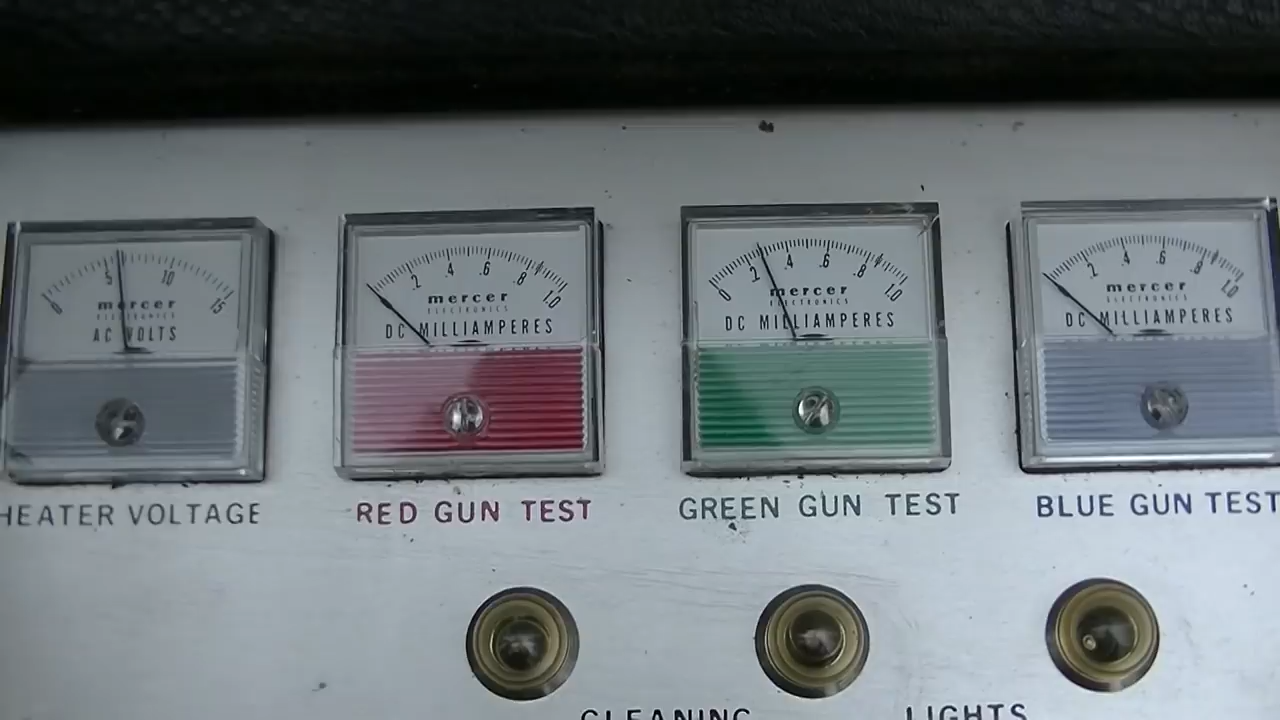 0 5 10 15
mercer
ELECTRONICS
AC VOLTS
HEATER VOLTAGE
0 .2 .4 .6 .8 1.0
mercer
ELECTRONICS
DC MILLIAMPERES
RED GUN TEST
0 .2 .4 .6 .8 1.0
mercer
ELECTRONICS
DC MILLIAMPERES
GREEN GUN TEST
0 .2 .4 .6 .8 1.0
mercer
ELECTRONICS
DC MILLIAMPERES
BLUE GUN TEST
CLEANING LIGHTS